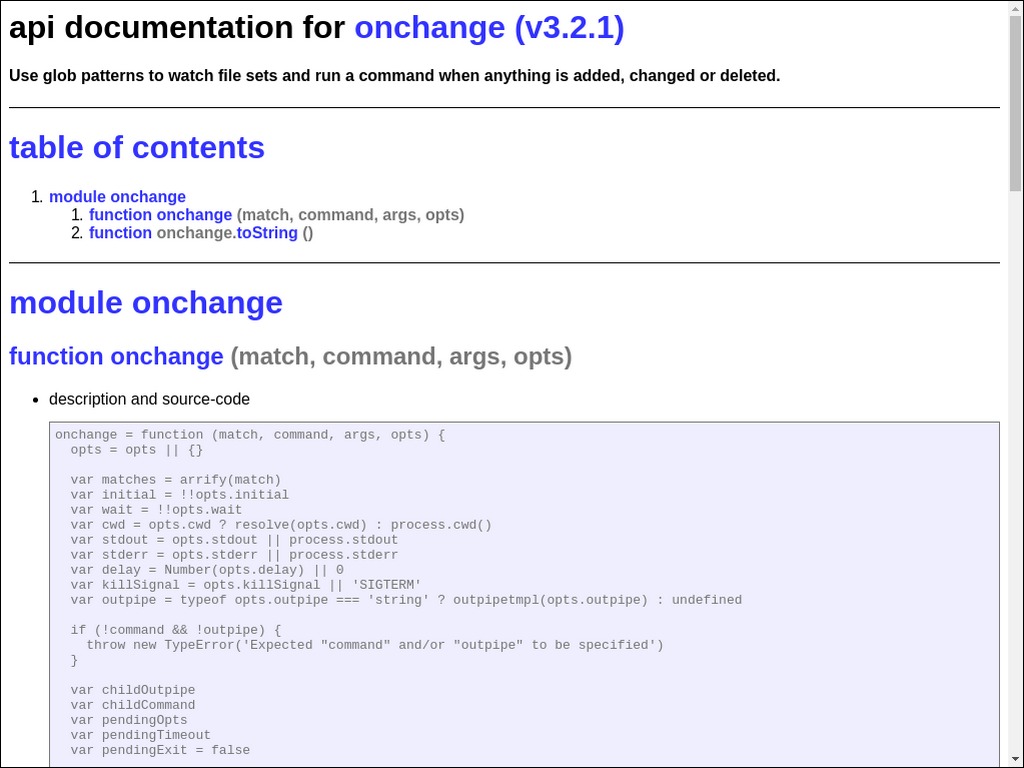 api documentation for onchange (v3.2.1)
Use glob patterns to watch file sets and run a command when anything is added, changed or deleted.
table of contents
1. module onchange
1. function onchange (match, command, args, opts)
2. function onchange.toString ()
module onchange
function onchange (match, command, args, opts)
• description and source-code
onchange = function (match, command, args, opts) {
  opts = opts || {}

  var matches = arrify(match)
  var initial = !!opts.initial
  var wait = !!opts.wait
  var cwd = opts.cwd ? resolve(opts.cwd) : process.cwd()
  var stdout = opts.stdout || process.stdout
  var stderr = opts.stderr || process.stderr
  var delay = Number(opts.delay) || 0
  var killSignal = opts.killSignal || 'SIGTERM'
  var outpipe = typeof opts.outpipe === 'string' ? outpipetmpl(opts.outpipe) : undefined

  if (!command && !outpipe) {
    throw new TypeError('Expected "command" and/or "outpipe" to be specified')
  }

  var childOutpipe
  var childCommand
  var pendingOpts
  var pendingTimeout
  var pendingExit = false